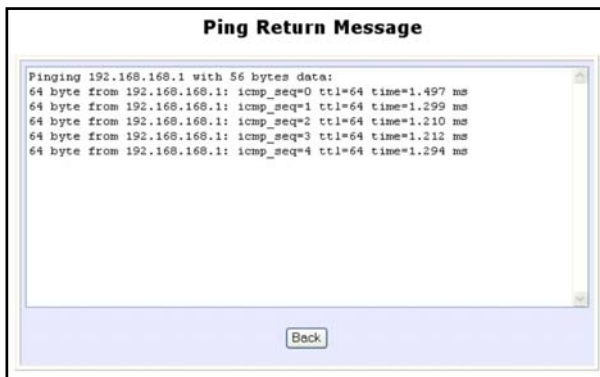 Ping Return Message
Pinging 192.168.168.1 with 56 bytes data:
64 byte from 192.168.168.1: icmp_seq=0 ttl=64 time=1.497 ms
64 byte from 192.168.168.1: icmp_seq=1 ttl=64 time=1.299 ms
64 byte from 192.168.168.1: icmp_seq=2 ttl=64 time=1.210 ms
64 byte from 192.168.168.1: icmp_seq=3 ttl=64 time=1.212 ms
64 byte from 192.168.168.1: icmp_seq=4 ttl=64 time=1.294 ms
Back